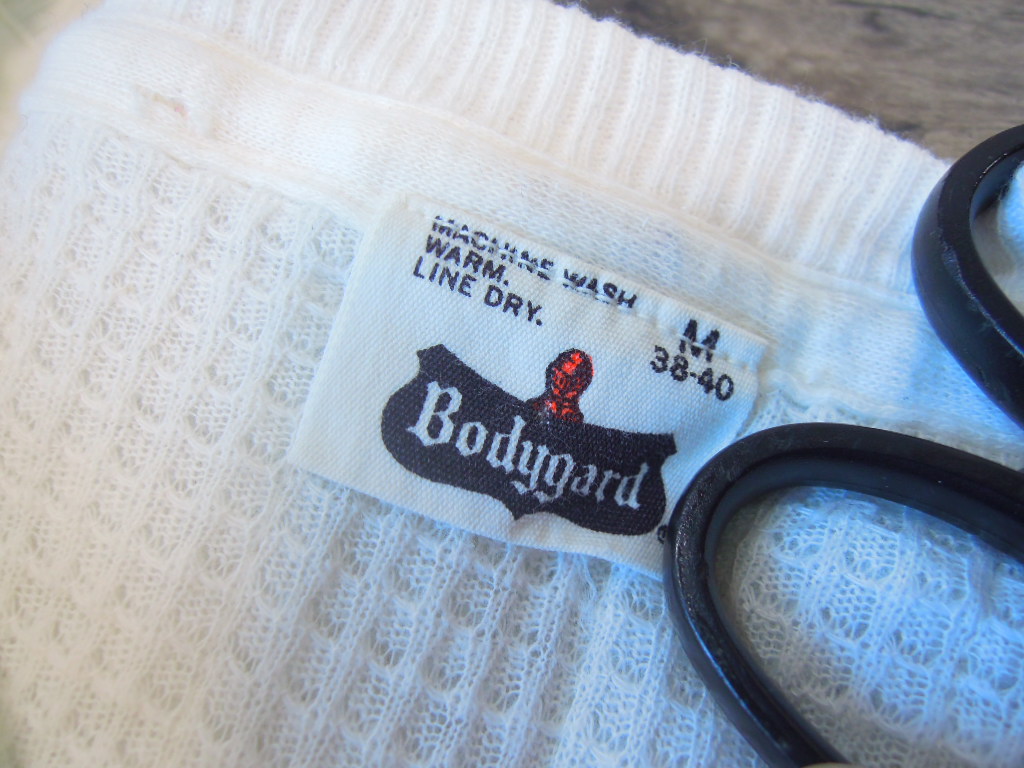 MACHINE WASH
WARM.
LINE DRY.
M
38-40
Bodygard